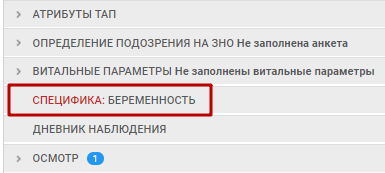 АТРИБУТЫ ТАП
ОПРЕДЕЛЕНИЕ ПОДОЗРЕНИЯ НА ЗНО Не заполнена анкета
ВИТАЛЬНЫЕ ПАРАМЕТРЫ Не заполнены витальные параметры
СПЕЦИФИКА: БЕРЕМЕННОСТЬ
ДНЕВНИК НАБЛЮДЕНИЯ
ОСМОТР 1